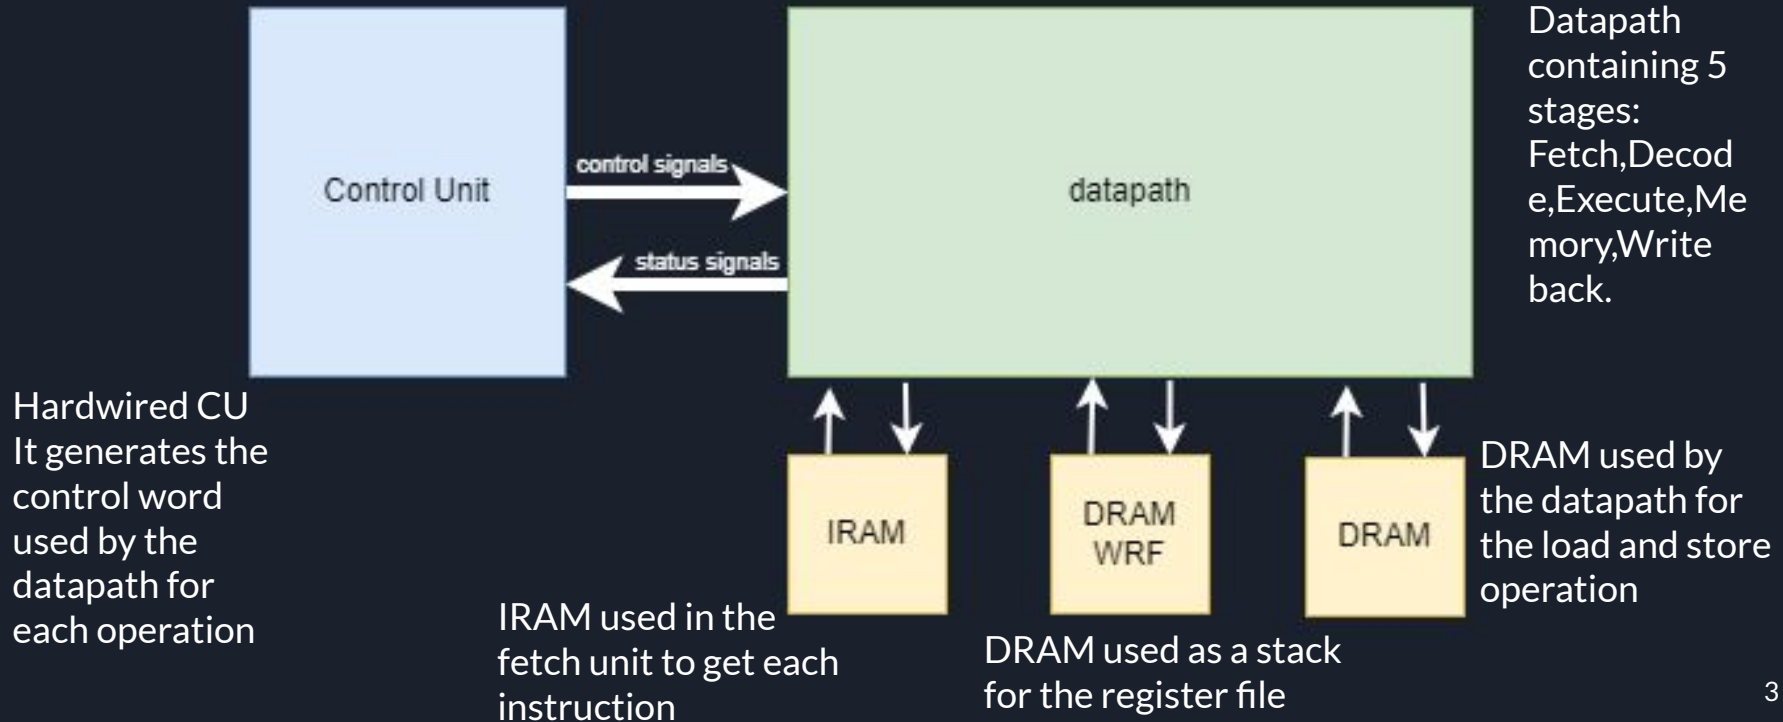 Control Unit
control signals
status signals
datapath
Datapath
containing 5
stages:
Fetch,Decod
e,Execute,Me
mory,Write
back.
Hardwired CU
It generates the
control word
used by the
datapath for
each operation
IRAM
DRAM
WRF
DRAM
IRAM used in the
fetch unit to get each
instruction
DRAM used as a stack
for the register file
DRAM used by
the datapath for
the load and store
operation
3